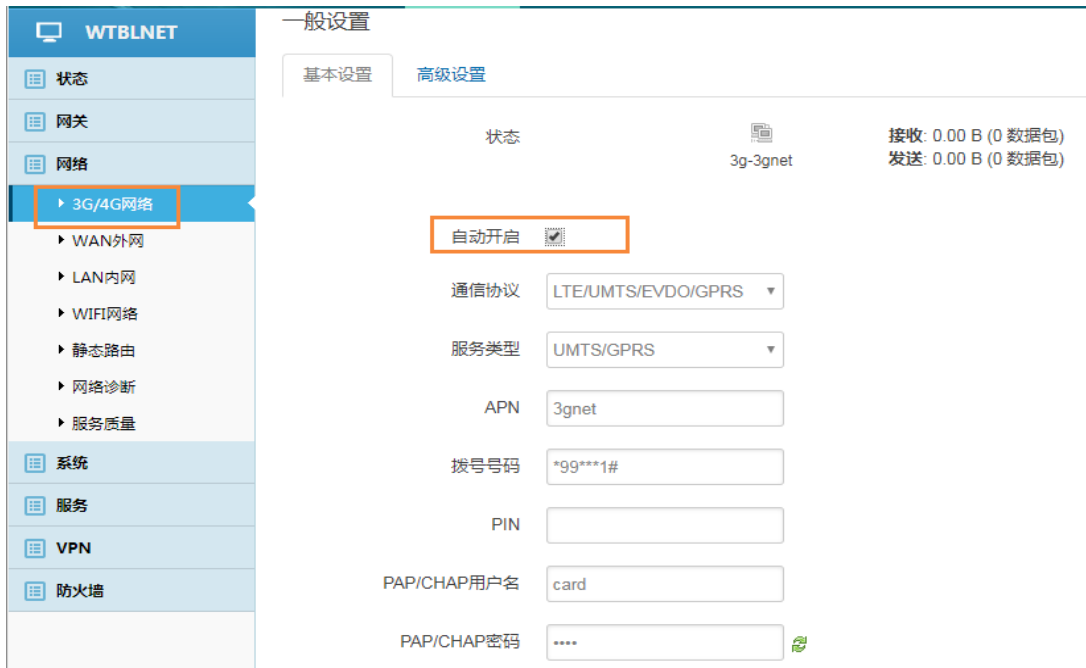 WTBLNET
状态
网关
网络
3G/4G网络
WAN外网
LAN内网
WIFI网络
静态路由
网络诊断
服务质量
系统
服务
VPN
防火墙
一般设置
基本设置 高级设置
状态
3g-3gnet
接收: 0.00 B (0 数据包)
发送: 0.00 B (0 数据包)
自动开启
通信协议 LTE/UMTS/EVDO/GPRS
服务类型 UMTS/GPRS
APN 3gnet
拨号号码 *99***1#
PIN
PAP/CHAP用户名 card
PAP/CHAP密码 ••••